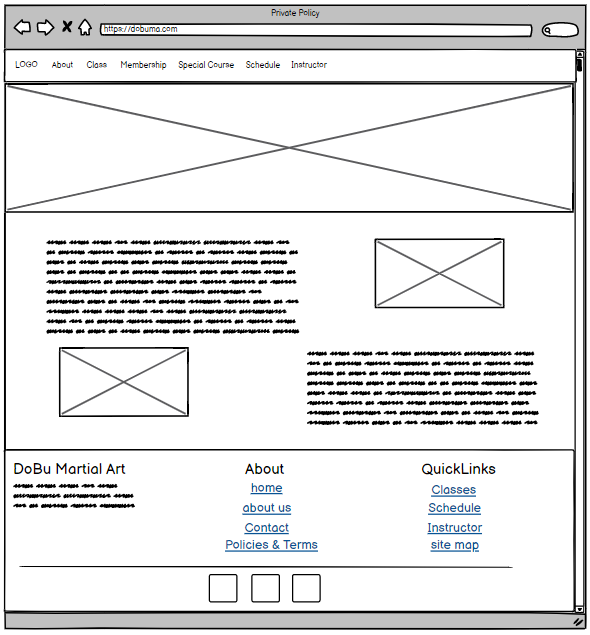 Private Policy
https://dobuma.com
LOGO About Class Membership Special Course Schedule Instructor
DoBu Martial Art
About
home
about us
Contact
Policies & Terms
QuickLinks
Classes
Schedule
Instructor
site map